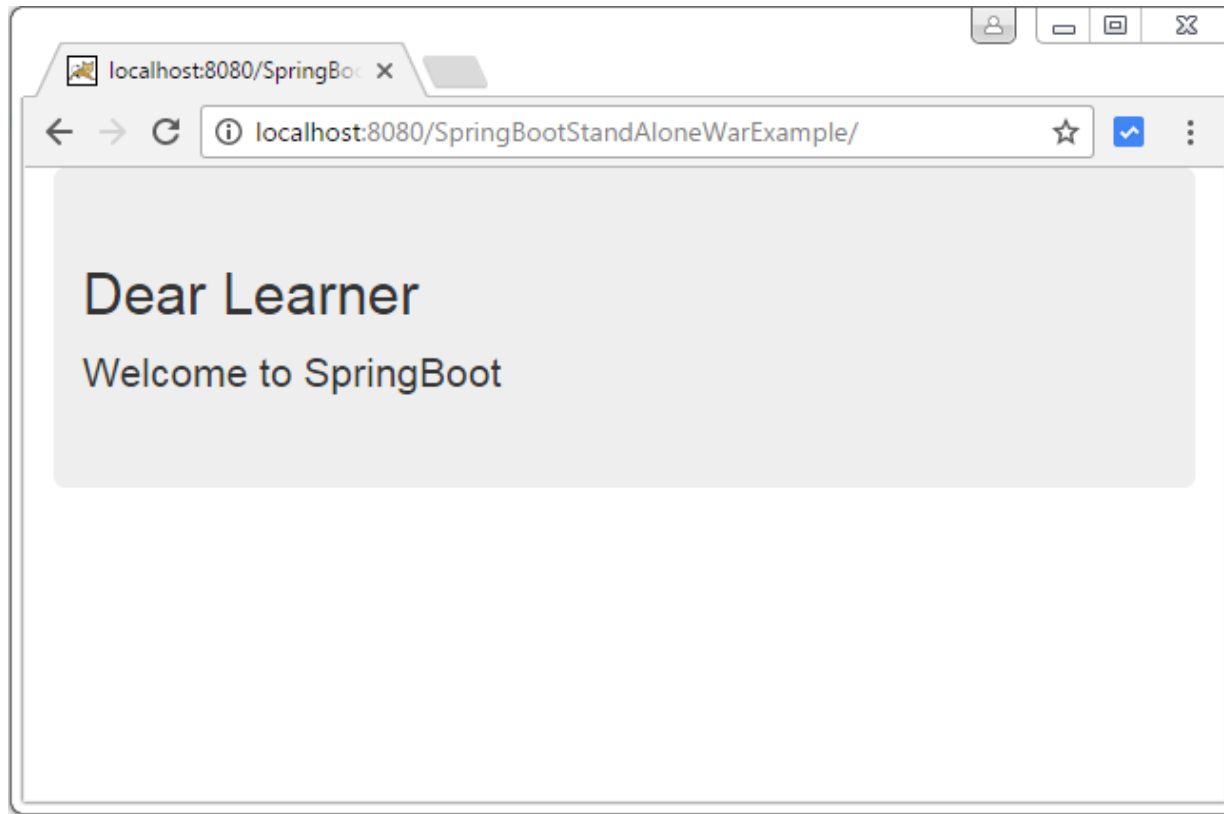 localhost:8080/SpringBoo
localhost:8080/SpringBootStandAloneWarExample/
Dear Learner
Welcome to SpringBoot